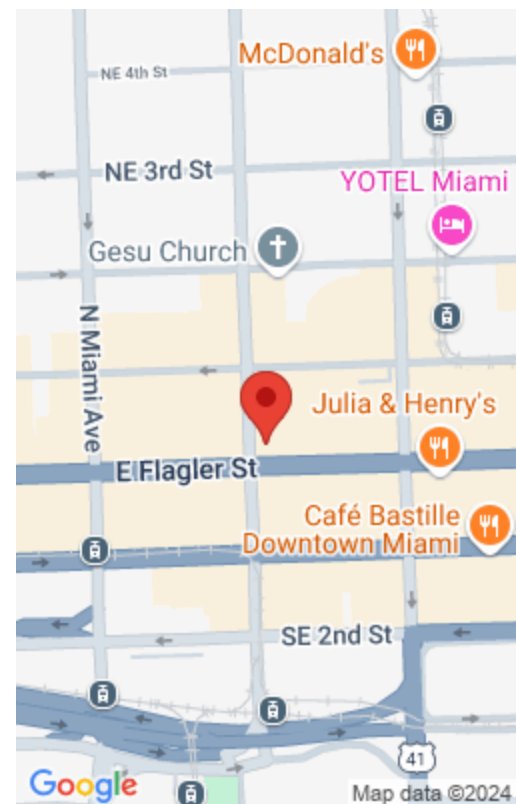 McDonald's
NE 4th St
NE 3rd St
YOTEL Miami
Gesu Church
N Miami Ave
Julia & Henry's
E Flagler St
Café Bastille
Downtown Miami
SE 2nd St
41
Google
Map data ©2024